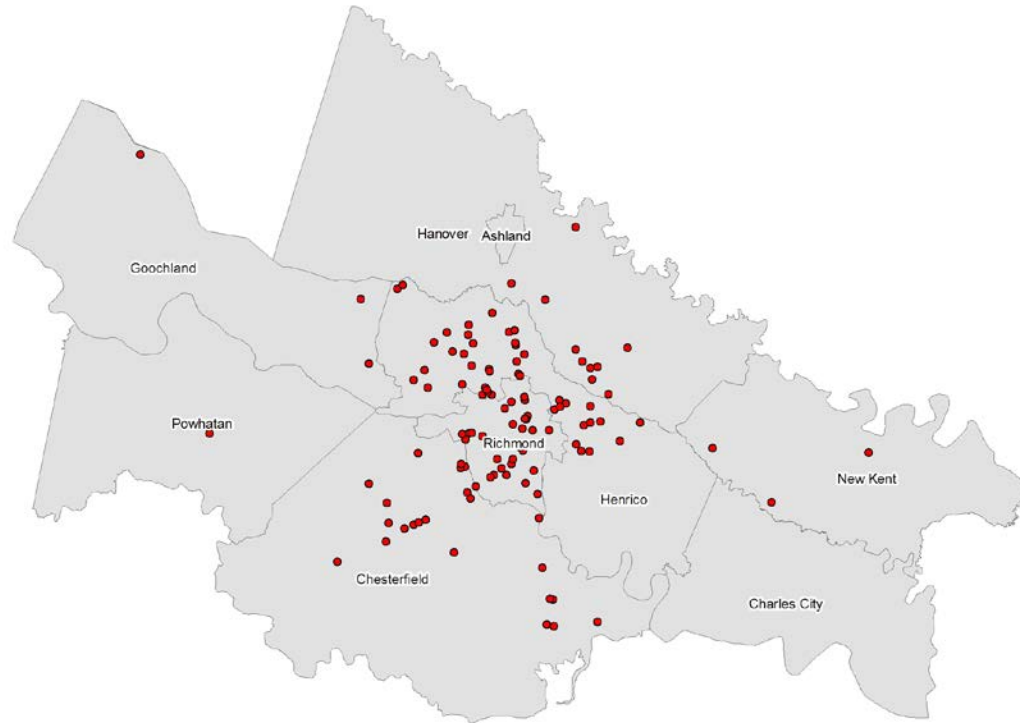 Hanover
Ashland
Goochland
Powhatan
Richmond
New Kent
Henrico
Chesterfield
Charles City